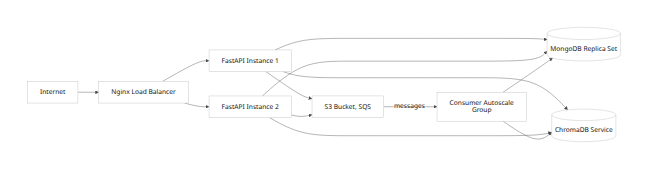 Internet
Nginx Load Balancer
FastAPI Instance 1
FastAPI Instance 2
S3 Bucket, SQS
messages
Consumer Autoscale
Group
MongoDB Replica Set
ChromaDB Service